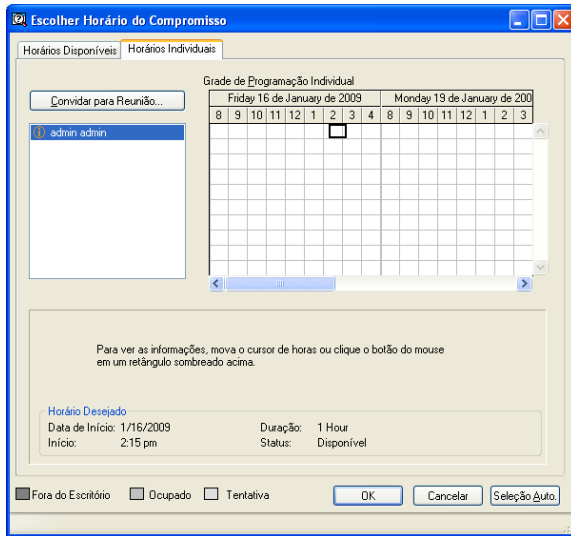 Escolher Horário do Compromisso
Horários Disponíveis Horários Individuais
Grade de Programação Individual
Convidar para Reunião...
Friday 16 de January de 2009 Monday 19 de January de 200
8 9 10 11 12 1 2 3 4 8 9 10 11 12 1 2 3
admin admin
Para ver as informações, mova o cursor de horas ou clique o botão do mouse
em um retângulo sombreado acima.
Horário Desejado
Data de Início: 1/16/2009 Duração: 1 Hour
Início: 2:15 pm Status: Disponível
Fora do Escritório Ocupado Tentativa OK Cancelar Seleção Auto.